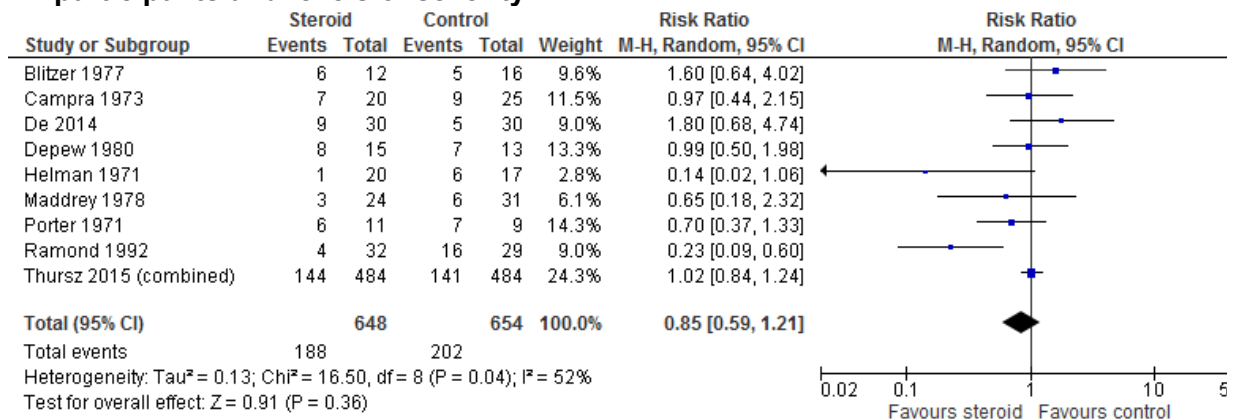 Steroid Control Risk Ratio Risk Ratio
Study or Subgroup Events Total Events Total Weight M-H, Random, 95% CI M-H, Random, 95% CI
Blitzer 1977 6 12 5 16 9.6% 1.60 [0.64, 4.02]
Campra 1973 7 20 9 25 11.5% 0.97 [0.44, 2.15]
De 2014 9 30 5 30 9.0% 1.80 [0.68, 4.74]
Depew 1980 8 15 7 13 13.3% 0.99 [0.50, 1.98]
Helman 1971 1 20 6 17 2.8% 0.14 [0.02, 1.06]
Maddrey 1978 3 24 6 31 6.1% 0.65 [0.18, 2.32]
Porter 1971 6 11 7 9 14.3% 0.70 [0.37, 1.33]
Ramond 1992 4 32 16 29 9.0% 0.23 [0.09, 0.60]
Thursz 2015 (combined) 144 484 141 484 24.3% 1.02 [0.84, 1.24]
Total (95% CI) 648 654 100.0% 0.85 [0.59, 1.21]
Total events 188 202
Heterogeneity: Tau² = 0.13; Chi² = 16.50, df = 8 (P = 0.04); I² = 52%
Test for overall effect: Z = 0.91 (P = 0.36)
0.02 0.1 1 10 5
Favours steroid Favours control